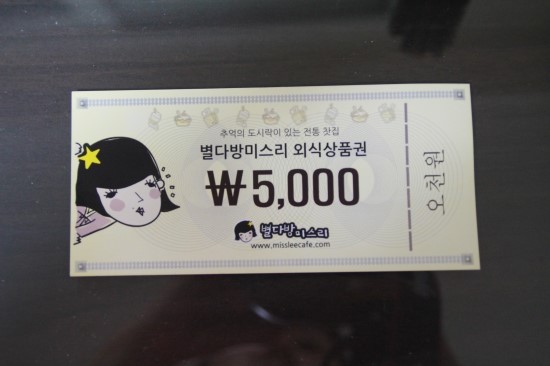 추억의 도시락이 있는 전통 찻집
별다방미스리 외식상품권
₩5,000
별다방미스리
www.missleecafe.com
오천원